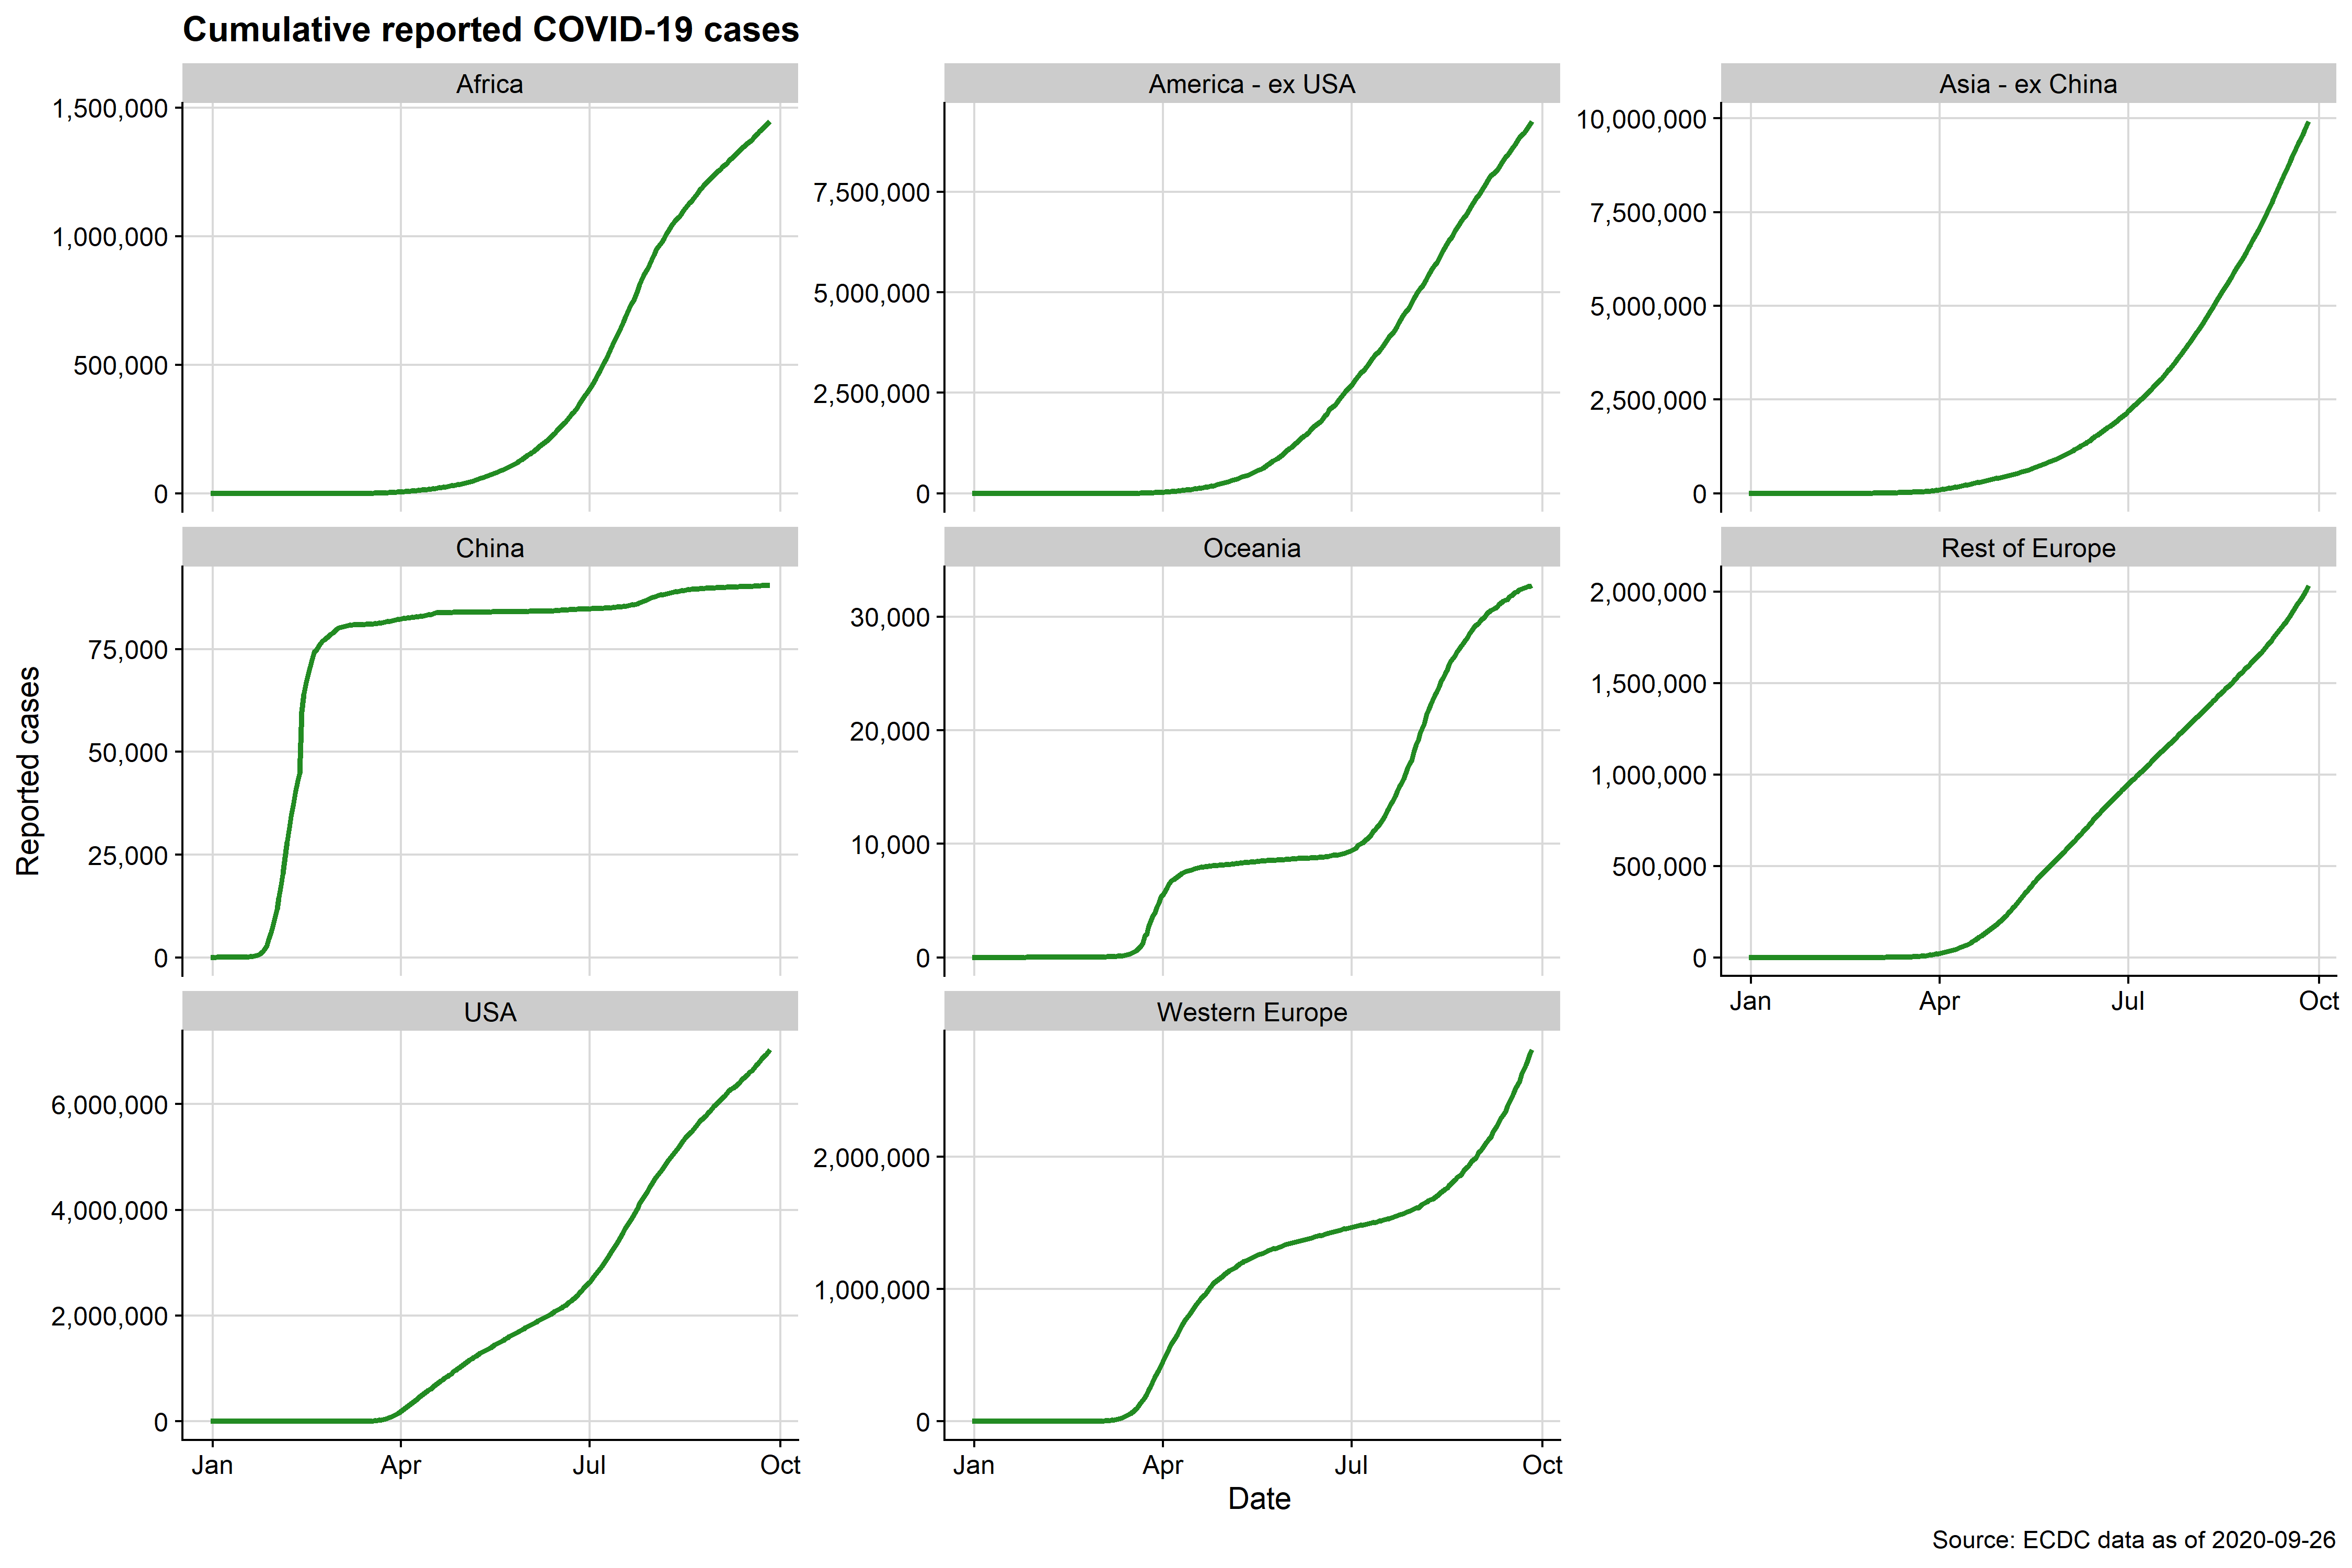 Cumulative reported COVID-19 cases
Africa
1,500,000
1,000,000
500,000
0
America - ex USA
7,500,000
5,000,000
2,500,000
0
Asia - ex China
10,000,000
7,500,000
5,000,000
2,500,000
0
Reported cases
China
75,000
50,000
25,000
0
Oceania
30,000
20,000
10,000
0
Rest of Europe
2,000,000
1,500,000
1,000,000
500,000
0
Jan Apr Jul Oct
USA
6,000,000
4,000,000
2,000,000
0
Jan Apr Jul Oct
Western Europe
2,000,000
1,000,000
0
Jan Apr Jul Oct
Date
Source: ECDC data as of 2020-09-26